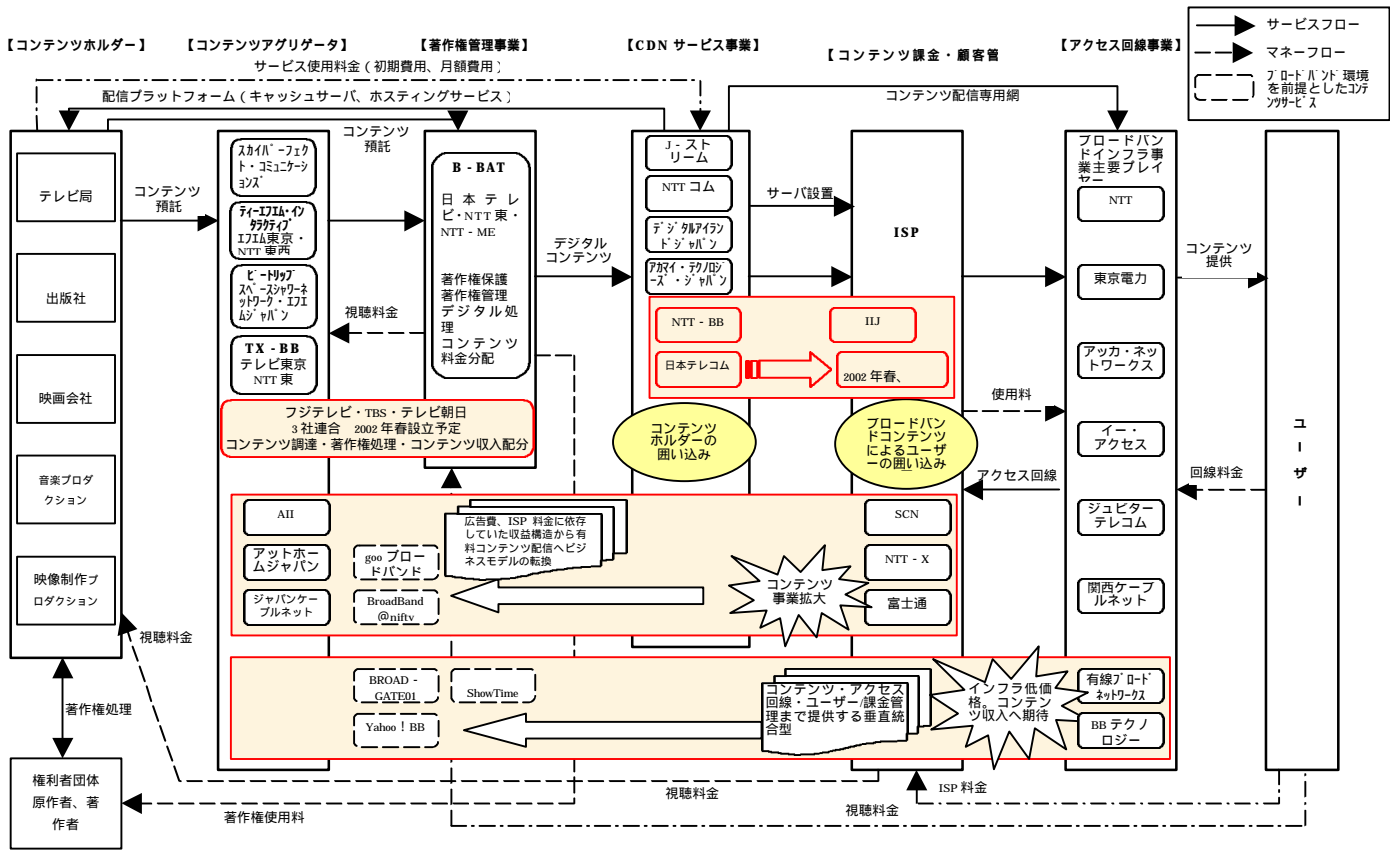 サービスフロー
マネーフロー
ブロードバンド環境
を前提としたコンテ
ンツサービス
【コンテンツホルダー】
【コンテンツアグリゲータ】
【著作権管理事業】
【CDN サービス事業】
【コンテンツ課金・顧客管
【アクセス回線事業】
サービス使用料金（初期費用、月額費用）
配信プラットフォーム（キャッシュサーバ、ホスティングサービス）
コンテンツ配信専用網
テレビ局
出版社
映画会社
音楽プロダ
クション
映像制作プ
ロダクション
コンテンツ
預託
コンテンツ
預託
スカイパーフェク
ト・コミュニケーシ
ョンズ
ティーエフエム・イン
タラクティブ
エフエム東京・
NTT 東西
ビートリップ
スペースシャワーネ
ットワーク・エフエ
ムジャパン
TX - BB
テレビ東京
NTT 東
視聴料金
B - BAT
日本テレ
ビ・NTT 東・
NTT - ME
著作権保護
著作権管理
デジタル処
理
コンテンツ
料金分配
デジタル
コンテンツ
J - スト
リーム
NTT コム
デジタルアイラン
ドジャパン
アカマイ・テクノロジ
ーズ・ジャパン
サーバ設置
ISP
NTT - BB
IIJ
日本テレコム
2002 年春、
ブロードバン
ドインフラ事
業主要プレイ
ヤー
NTT
東京電力
アッカ・ネッ
トワークス
イー・
アクセス
ジュピター
テレコム
関西ケーブ
ルネット
コンテンツ
提供
ユーザー
フジテレビ・TBS・テレビ朝日
3 社連合　2002 年春設立予定
コンテンツ調達・著作権処理・コンテンツ収入配分
コンテンツ
ホルダーの
囲い込み
ブロードバン
ドコンテンツ
によるユーザ
ーの囲い込み
使用料
アクセス回線
回線料金
AII
アットホー
ムジャパン
ジャパンケー
ブルネット
goo ブロー
ドバンド
BroadBand
@nifty
広告費、ISP 料金に依存
していた収益構造から有
料コンテンツ配信へビジ
ネスモデルの転換
コンテンツ
事業拡大
SCN
NTT - X
富士通
視聴料金
著作権処理
BROAD -
GATE01
ShowTime
Yahoo！BB
コンテンツ・アクセス
回線・ユーザー/課金管
理まで提供する垂直統
合型
インフラ低価
格。コンテン
ツ収入へ期待
有線ブロード
ネットワークス
BB テクノ
ロジー
権利者団体
原作者、著
作者
著作権使用料
視聴料金
ISP 料金
視聴料金